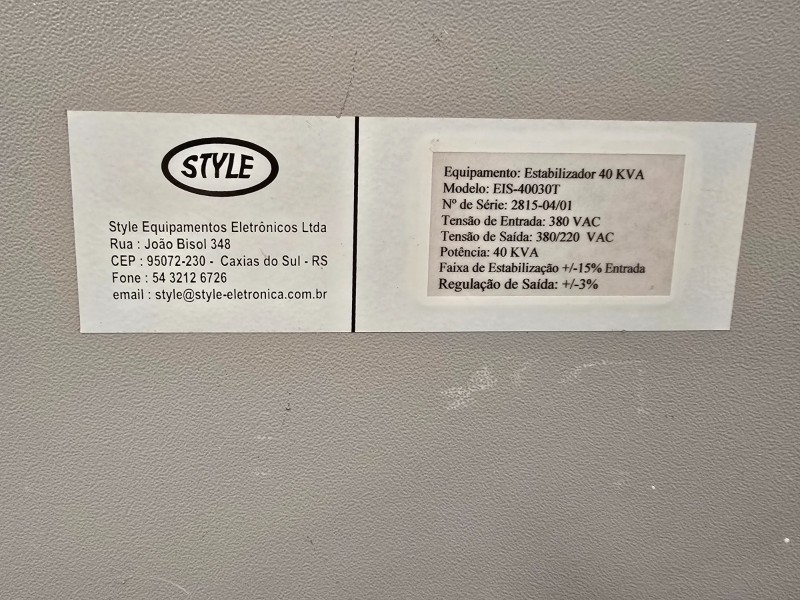 STYLE
Style Equipamentos Eletrônicos Ltda
Rua : João Bisol 348
CEP : 95072-230 - Caxias do Sul - RS
Fone : 54 3212 6726
email : style@style-eletronica.com.br
Equipamento: Estabilizador 40 KVA
Modelo: EIS-40030T
Nº de Série: 2815-04/01
Tensão de Entrada: 380 VAC
Tensão de Saída: 380/220 VAC
Potência: 40 KVA
Faixa de Estabilização +/-15% Entrada
Regulação de Saída: +/-3%